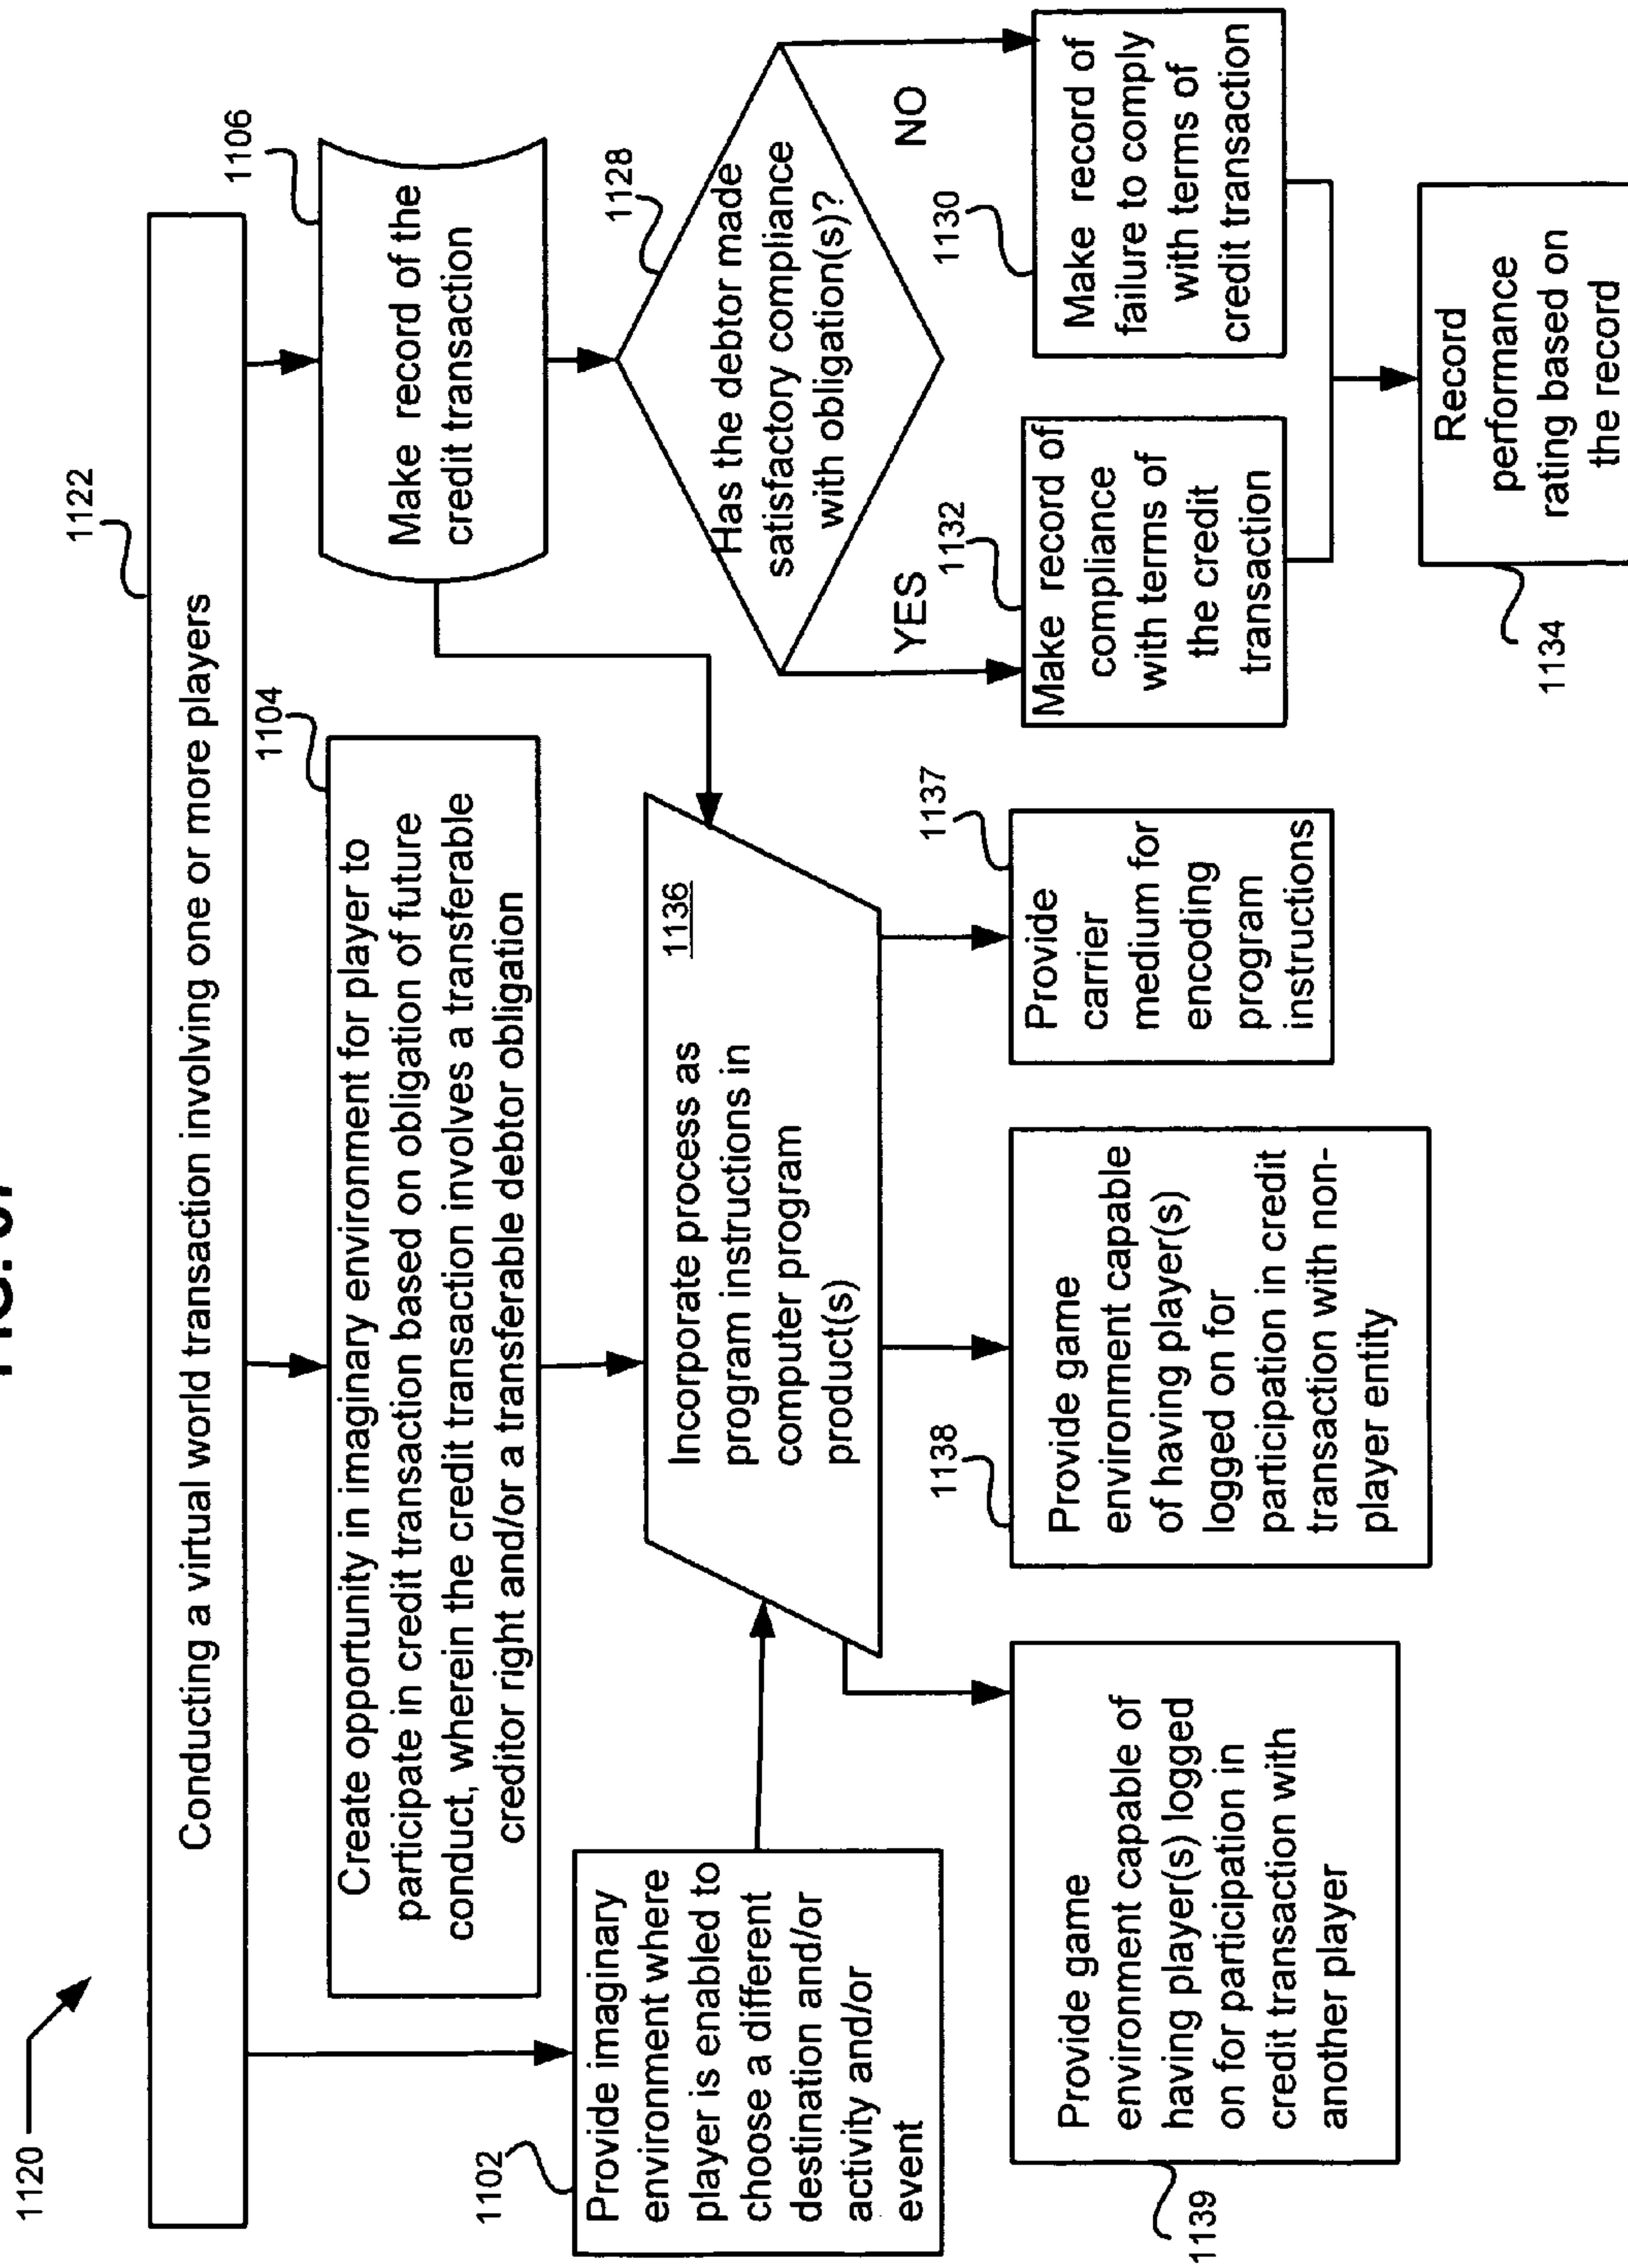 1120
1122
Conducting a virtual world transaction involving one or more players
1102
Provide imaginary
environment where
player is enabled to
choose a different
destination and/or
activity and/or
event
1104
Create opportunity in imaginary environment for player to
participate in credit transaction based on obligation of future
conduct, wherein the credit transaction involves a transferable
creditor right and/or a transferable debtor obligation
1106
Make record of the
credit transaction
1136
Incorporate process as
program instructions in
computer program
product(s)
1128
Has the debtor made
satisfactory compliance
with obligation(s)?
YES
NO
1139
Provide game
environment capable of
having player(s) logged
on for participation in
credit transaction with
another player
1138
Provide game
environment capable
of having player(s)
logged on for
participation in credit
transaction with non-
player entity
1137
Provide
carrier
medium for
encoding
program
instructions
1132
Make record of
compliance
with terms of
the credit
transaction
1130
Make record of
failure to comply
with terms of
credit transaction
1134
Record
performance
rating based on
the record